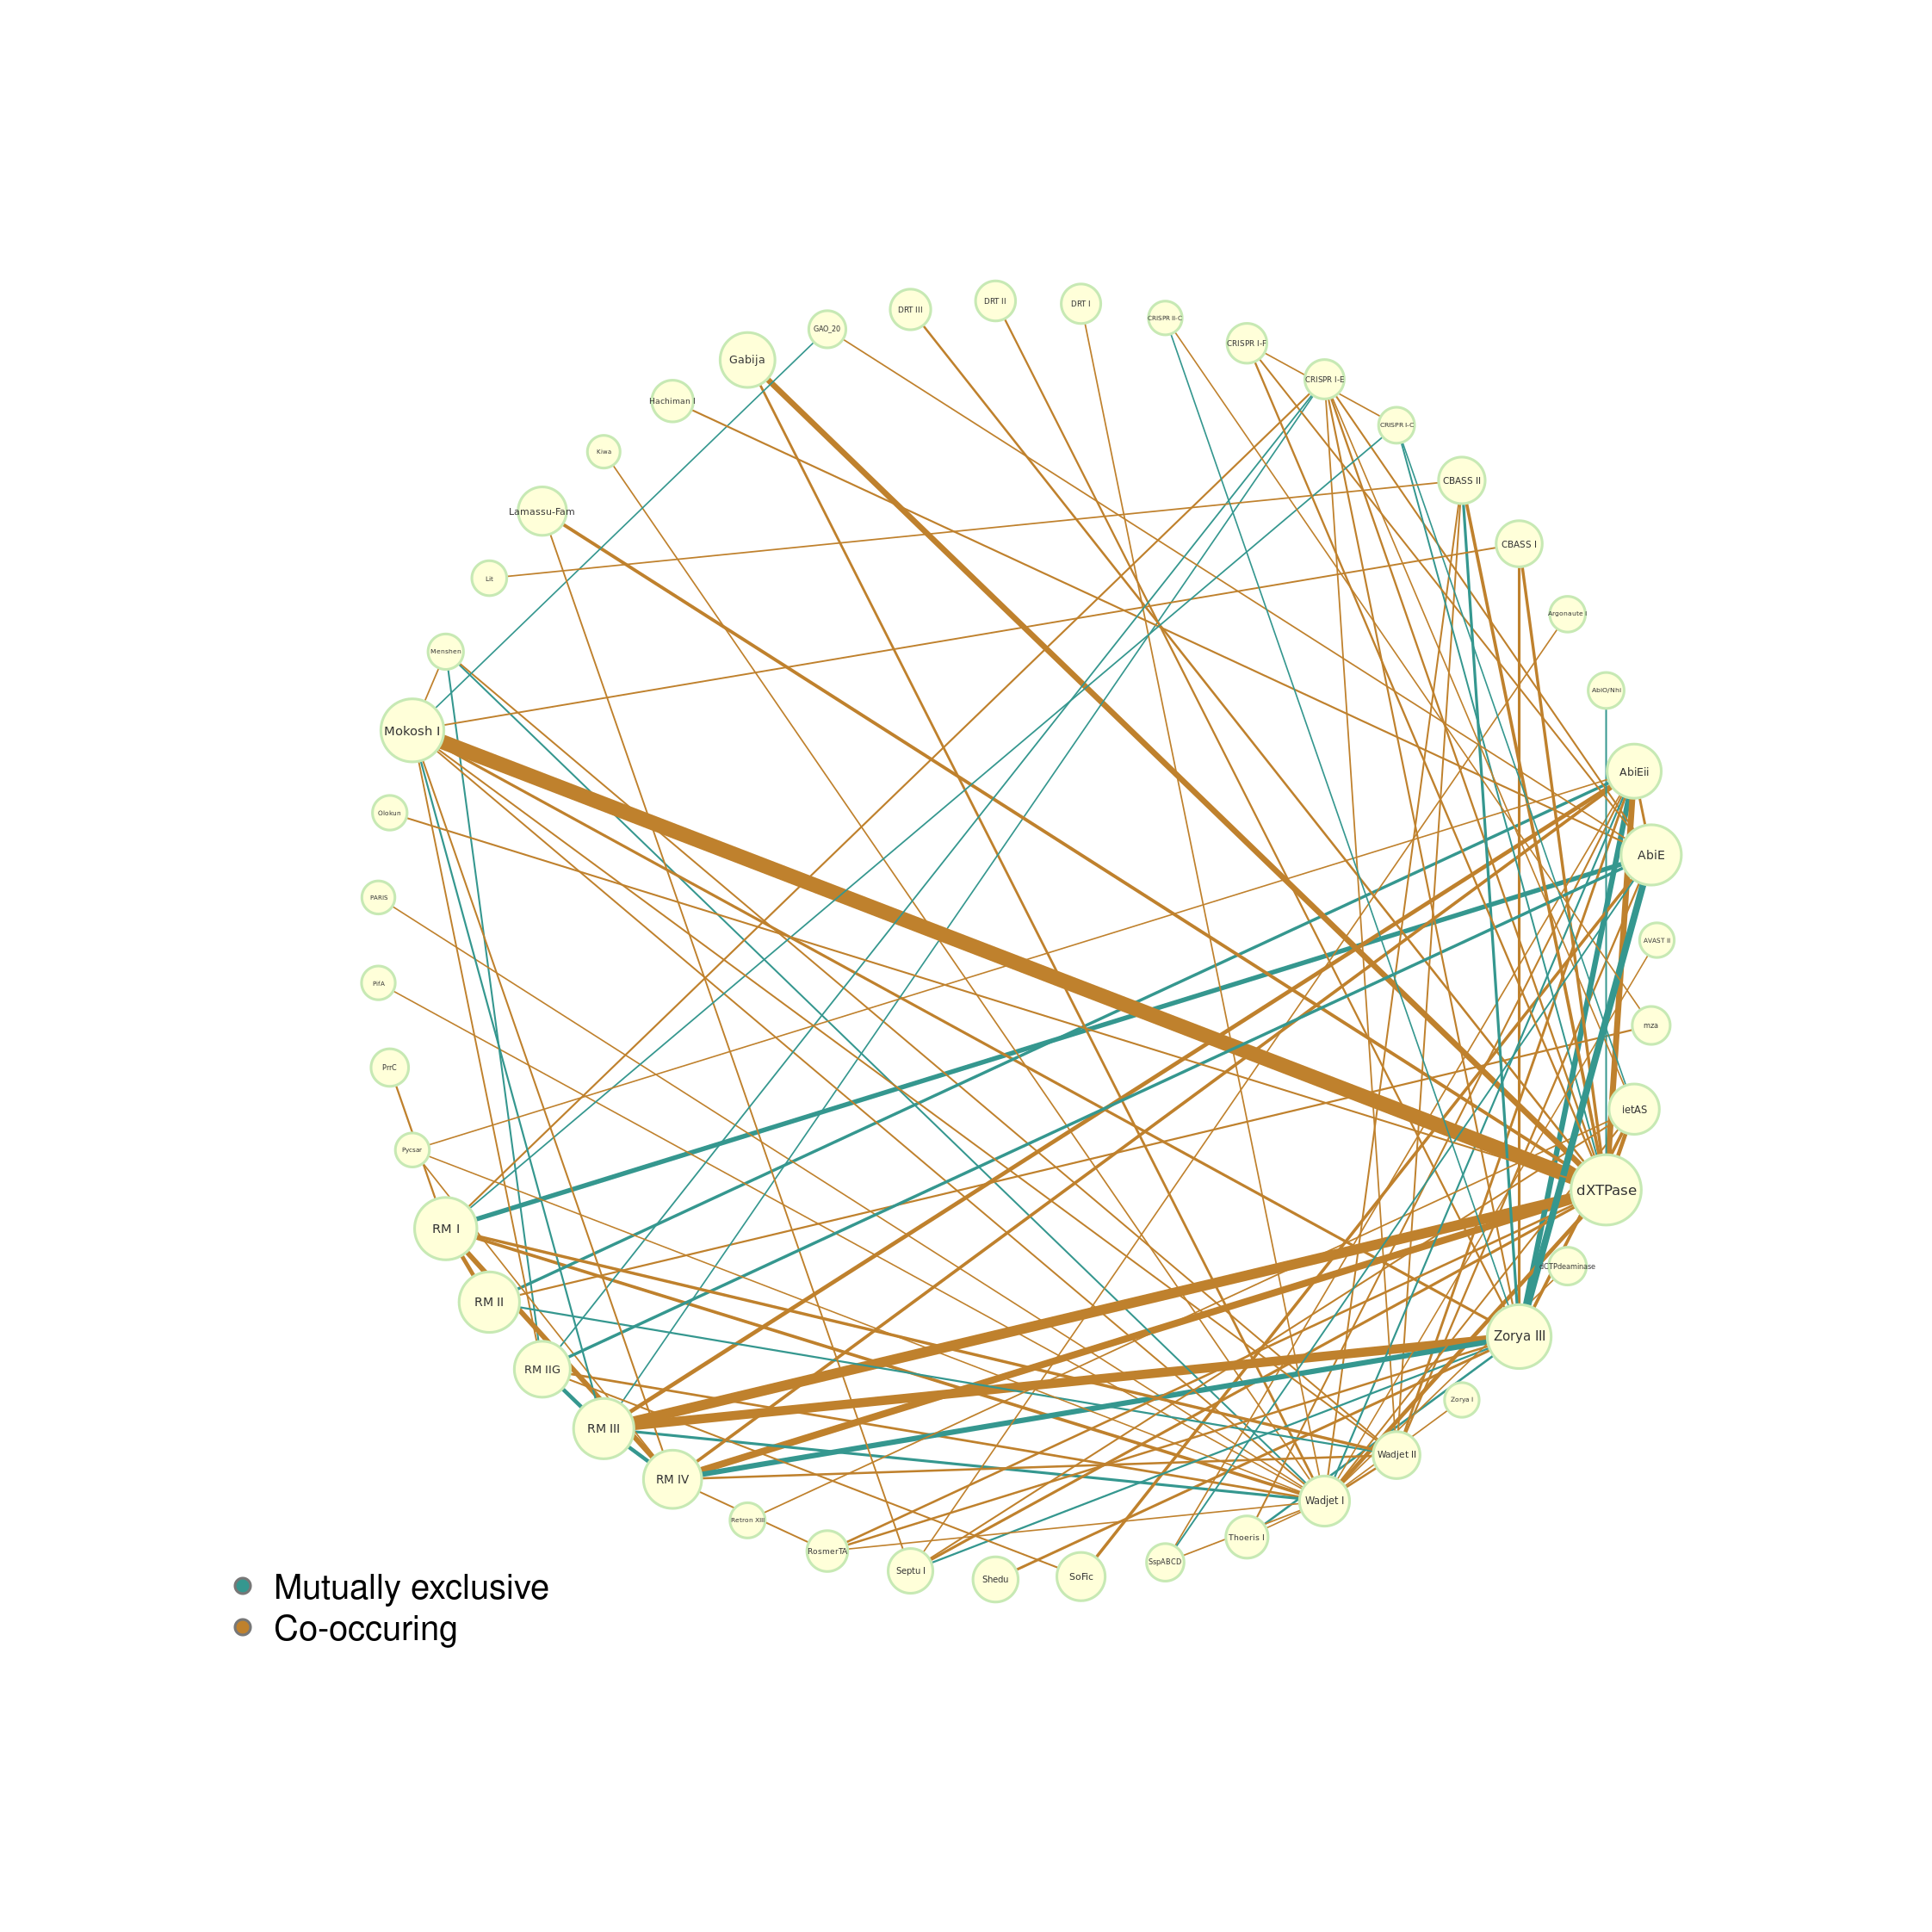 DRT II
DRT I
DRT III
CRISPR II-C
GAO_20
CRISPR I-F
Gabija
CRISPR I-E
Hachiman I
CRISPR I-C
Kiwa
CBASS II
Lamassu-Fam
CBASS I
Lit
Argonaute I
Menshen
AbiO/Nhi
Mokosh I
AbiEii
Olokun
AbiE
PARIS
AVAST II
PifA
mza
PrrC
ietAS
Pycsar
dXTPase
RM I
dCTPdeaminase
RM II
Zorya III
RM IIG
Zorya I
RM III
Wadjet II
RM IV
Wadjet I
Retron XIII
Thoeris I
RosmerTA
SspABCD
Septu I
SoFic
Shedu
Mutually exclusive
Co-occuring